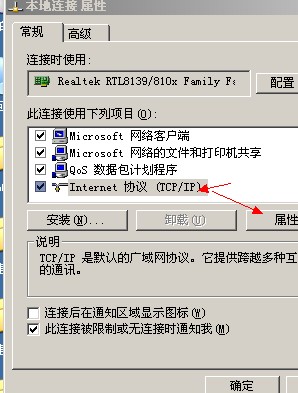 本地连接 属性
常规 高级
连接时使用:
Realtek RTL8139/810x Family Fa
配置
此连接使用下列项目(O):
Microsoft 网络客户端
Microsoft 网络的文件和打印机共享
QoS 数据包计划程序
Internet 协议 (TCP/IP)
安装(N)... 卸载(U) 属性
说明
TCP/IP 是默认的广域网协议。它提供跨越多种互
的通讯。
连接后在通知区域显示图标(W)
此连接被限制或无连接时通知我(M)
确定